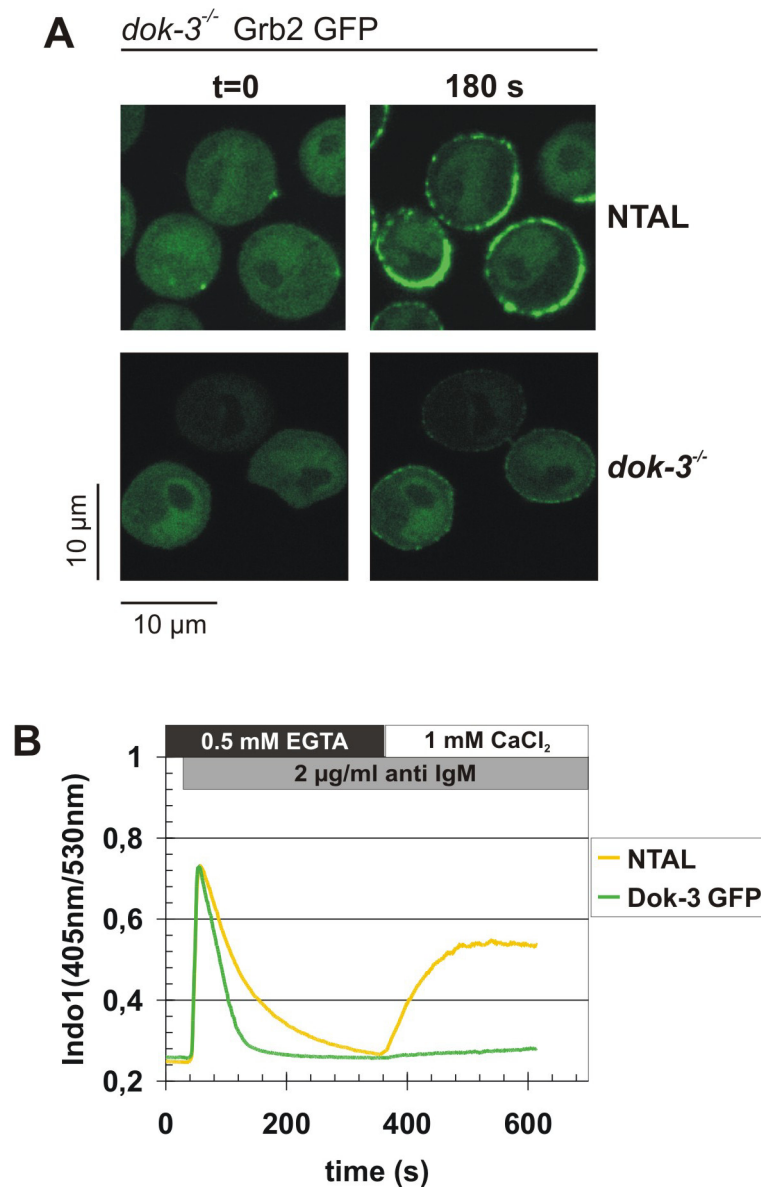 A
dok-3-/- Grb2 GFP
t=0 180 s
NTAL
dok-3-/-
10 µm
10 µm
B
0.5 mM EGTA 1 mM CaCl₂
2 µg/ml anti IgM
1
0,8
0,6
0,4
0,2
Indo1(405nm/530nm)
NTAL
Dok-3 GFP
0 200 400 600
time (s)